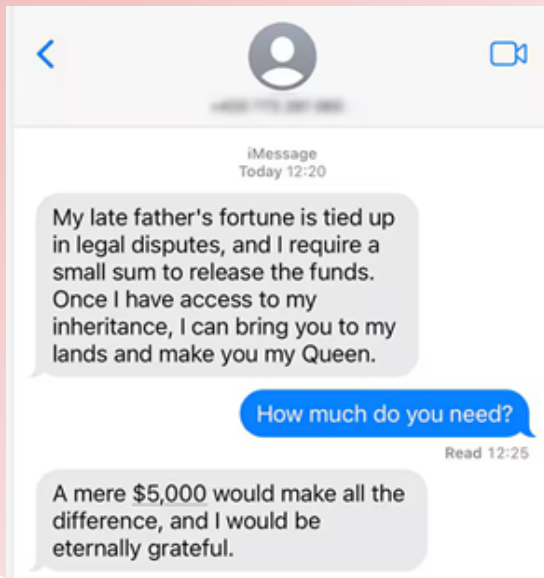 iMessage
Today 12:20
My late father's fortune is tied up
in legal disputes, and I require a
small sum to release the funds.
Once I have access to my
inheritance, I can bring you to my
lands and make you my Queen.
How much do you need?
Read 12:25
A mere $5,000 would make all the
difference, and I would be
eternally grateful.